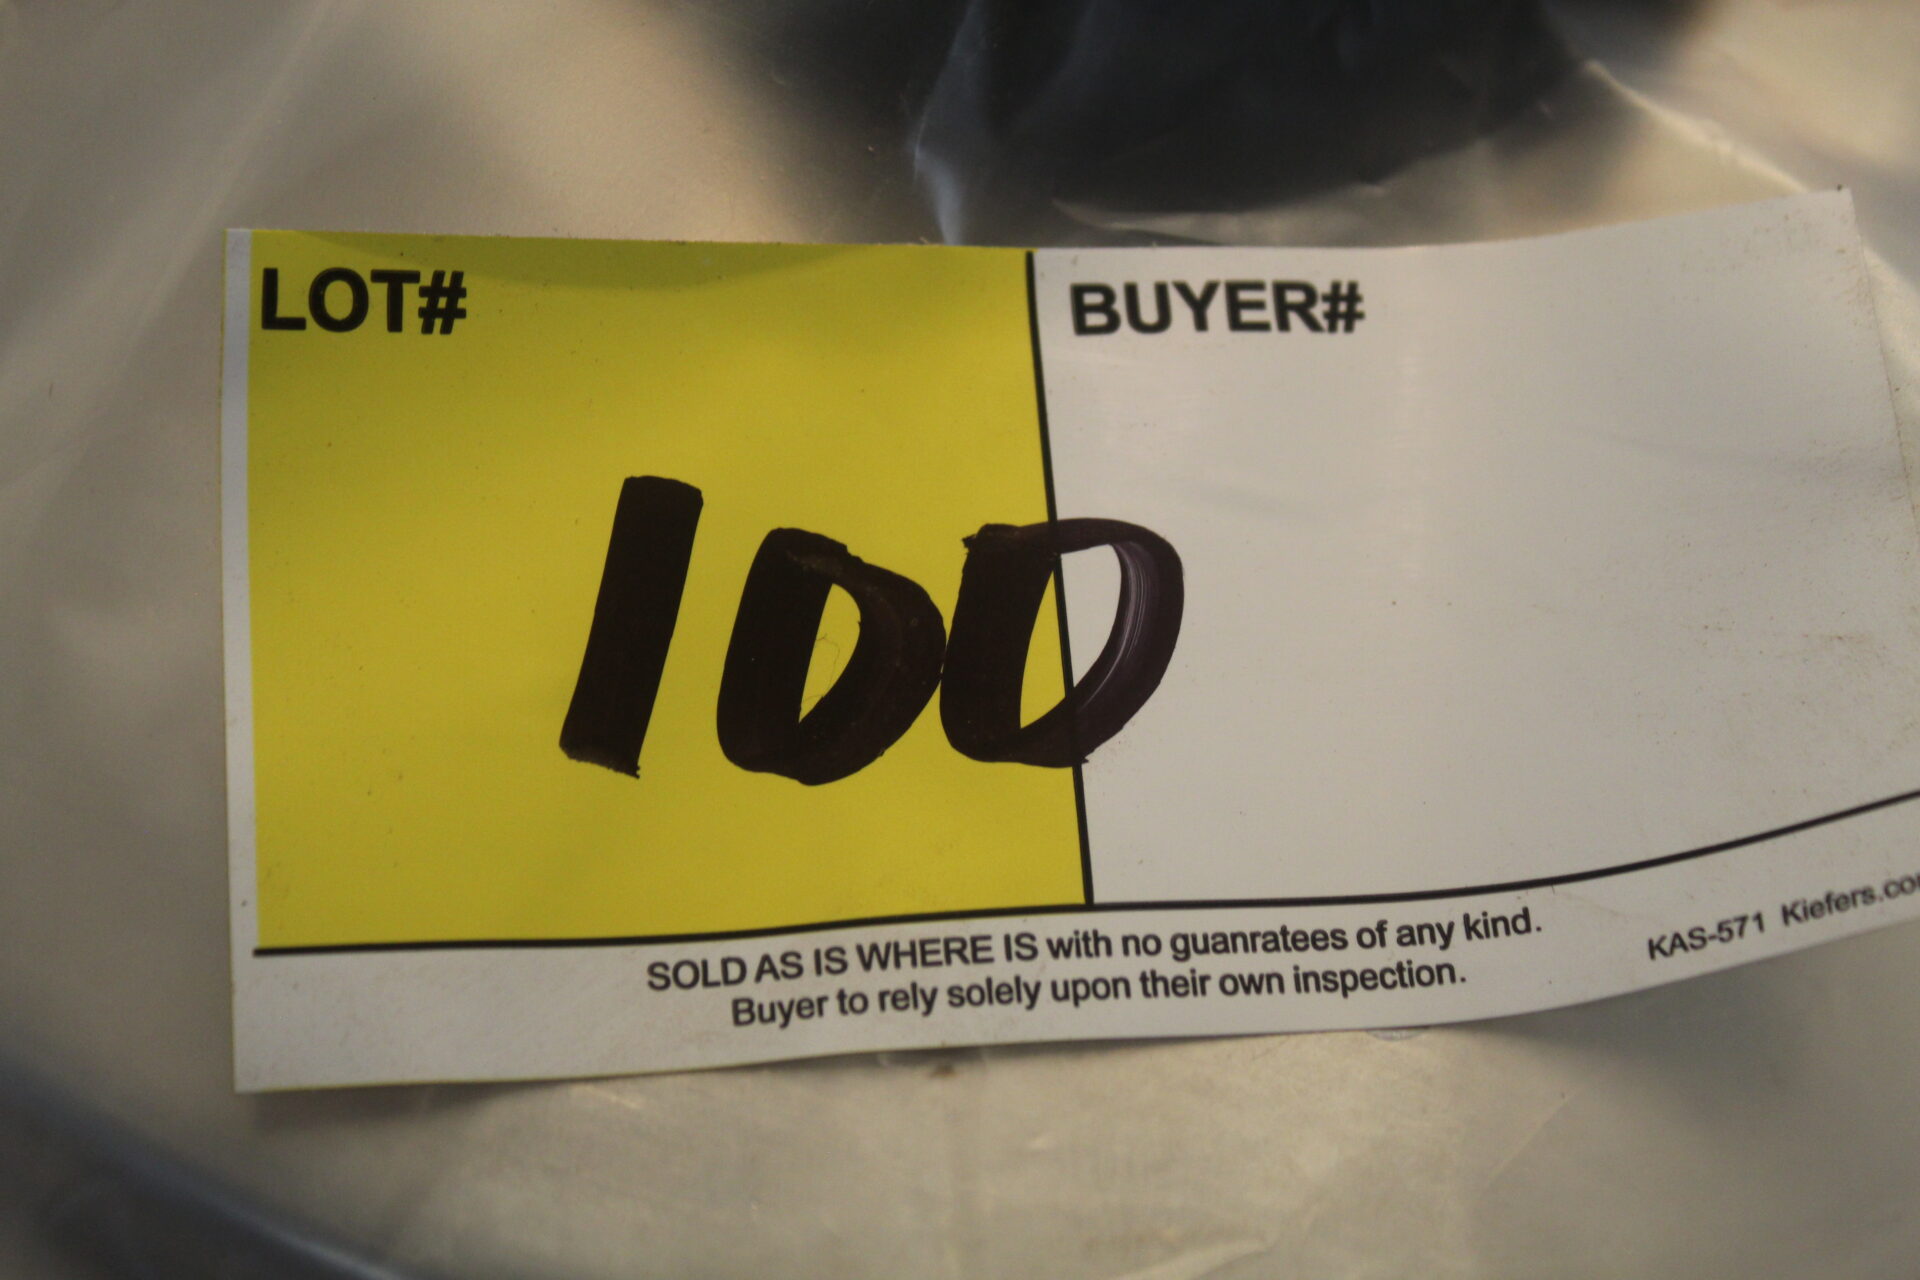 LOT# BUYER#
100
SOLD AS IS WHERE IS with no guanratees of any kind.
Buyer to rely solely upon their own inspection.
KAS-571 Kiefers.co